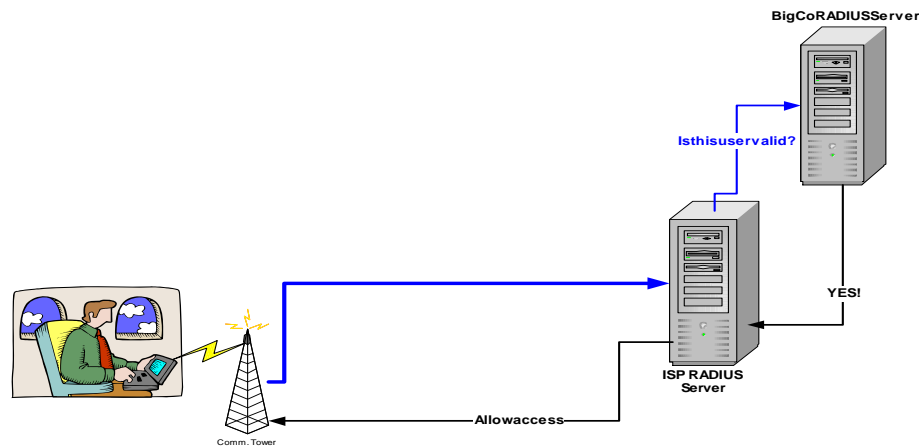 BigCoRADIUSServer
Isthisuservalid?
YES!
ISP RADIUS
Server
Allowaccess
Comm. Tower